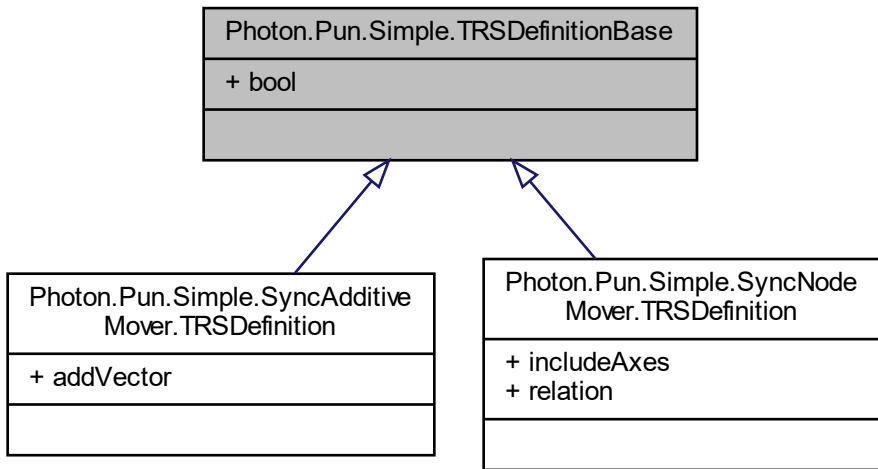 Photon.Pun.Simple.TRSDefinitionBase
+ bool
Photon.Pun.Simple.SyncAdditive
Mover.TRSDefinition
+ addVector
Photon.Pun.Simple.SyncNode
Mover.TRSDefinition
+ includeAxes
+ relation